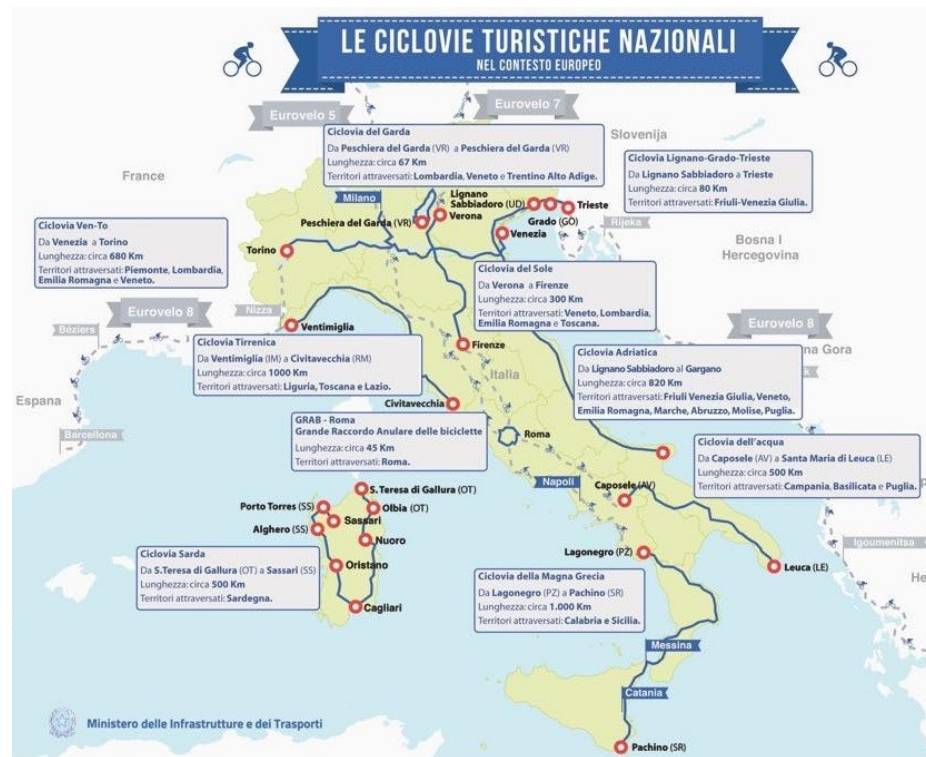 LE CICLOVIE TURISTICHE NAZIONALI
NEL CONTESTO EUROPEO
Eurovelo 5
Eurovelo 7
Slovenija
France
Ciclovia del Garda
Da Peschiera del Garda (VR) a Peschiera del Garda (VR)
Lunghezza: circa 67 Km
Territori attraversati: Lombardia, Veneto e Trentino Alto Adige.
Ciclovia Lignano-Grado-Trieste
Da Lignano Sabbiadoro a Trieste
Lunghezza: circa 80 Km
Territori attraversati: Friuli-Venezia Giulia.
Milano
Lignano
Sabbiadoro (UD)
Trieste
Peschiera del Garda (VR)
Verona
Grado (GO)
Venezia
Rijeka
Bosna I
Hercegovina
Ciclovia Ven-To
Da Venezia a Torino
Lunghezza: circa 680 Km
Territori attraversati: Piemonte, Lombardia,
Emilia Romagna e Veneto.
Torino
Ciclovia del Sole
Da Verona a Firenze
Lunghezza: circa 300 Km
Territori attraversati: Veneto, Lombardia,
Emilia Romagna e Toscana.
Eurovelo 8
Nizza
Béziers
Ventimiglia
Eurovelo 8
na Gora
Ciclovia Tirrenica
Da Ventimiglia (IM) a Civitavecchia (RM)
Lunghezza: circa 1000 Km
Territori attraversati: Liguria, Toscana e Lazio.
Firenze
Italia
Ciclovia Adriatica
Da Lignano Sabbiadoro al Gargano
Lunghezza: circa 820 Km
Territori attraversati: Friuli Venezia Giulia, Veneto,
Emilia Romagna, Marche, Abruzzo, Molise, Puglia.
Espana
Barcellona
Civitavecchia
GRAB - Roma
Grande Raccordo Anulare delle biciclette
Lunghezza: circa 45 Km
Territori attraversati: Roma.
Roma
Ciclovia dell'acqua
Da Caposele (AV) a Santa Maria di Leuca (LE)
Lunghezza: circa 500 Km
Territori attraversati: Campania, Basilicata e Puglia.
Napoli
Caposele (AV)
S. Teresa di Gallura (OT)
Porto Torres (SS)
Olbia (OT)
Sassari
Alghero (SS)
Nuoro
Igoumenitsa
Lagonegro (PZ)
Leuca (LE)
Oristano
Ciclovia Sarda
Da S.Teresa di Gallura (OT) a Sassari (SS)
Lunghezza: circa 500 Km
Territori attraversati: Sardegna.
Cagliari
Ciclovia della Magna Grecia
Da Lagonegro (PZ) a Pachino (SR)
Lunghezza: circa 1.000 Km
Territori attraversati: Calabria e Sicilia.
Messina
Catania
Ministero delle Infrastrutture e dei Trasporti
Pachino (SR)